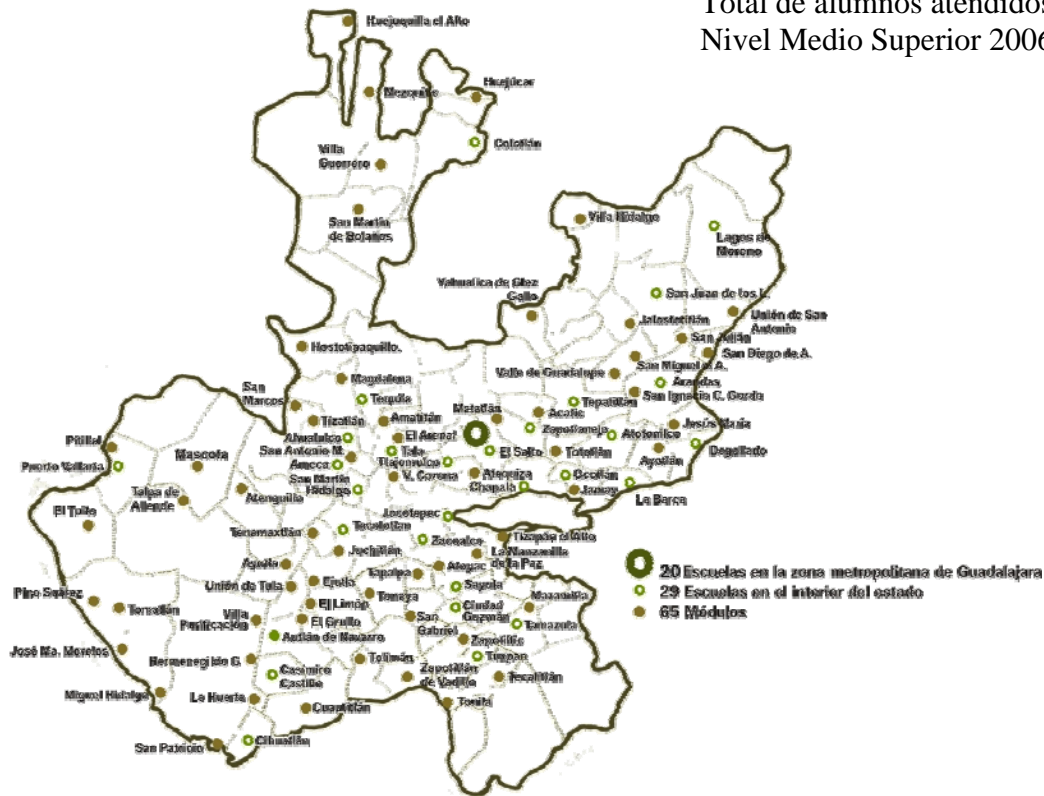 Total de alumnos atendidos
Nivel Medio Superior 2006
Huejuquilla el Alto
Mezquitic
Huejúcar
Colotlán
Villa
Guerrero
San Martín
de Bolaños
Villa Hidalgo
Lagos de
Moreno
Yahualica de Glez
Gallo
San Juan de los L.
Jalostotitlán
Unión de San
Antonio
San Julián
San Diego de A.
Hostotipaquillo.
San Miguel el A.
Valle de Guadalupe
Magdalena
Arandas
San Ignacio C. Gordo
San
Marcos
Tequila
Tepatitlán
Matatlán
Acatic
Tizatlán
Amatitán
Zapotlanejo
Jesús María
Ahualulco
El Arenal
Atotonilco
Pitillal
San Antonio M.
Tala
El Salto
Totolán
Degollado
Puerto Vallarta
Mascota
Ameca
Tlajomulco
Ayotlán
San Martín
Hidalgo
V. Corona
Atequiza
Ocotlán
Chapala
Jamay
La Barca
Talpa de
Allende
Atenguillo
El Tuito
Jocotepec
Tecolotlán
Tenamaxtlán
Zacoalco
Tizapán el Alto
Juchitlán
La Manzanilla
de la Paz
Ayutla
Atoyac
Tapalpa
20 Escuelas en la zona metropolitana de Guadalajara
Unión de Tula
Ejutla
Sayula
29 Escuelas en el interior del estado
Pino Suárez
Tonaya
Mazamitla
65 Módulos
Tomatlán
El Limón
Ciudad
Guzmán
Villa
Purificación
El Grullo
San
Gabriel
Tamazula
Autlán de Navarro
Zapotiltic
José Ma. Morelos
Hermenegildo G.
Tolimán
Tuxpan
Casimiro
Castillo
Zapotitlán
de Vadillo
Tecalitlán
Miguel Hidalgo
La Huerta
Cuautitlán
Tonila
San Patricio
Cihuatlán